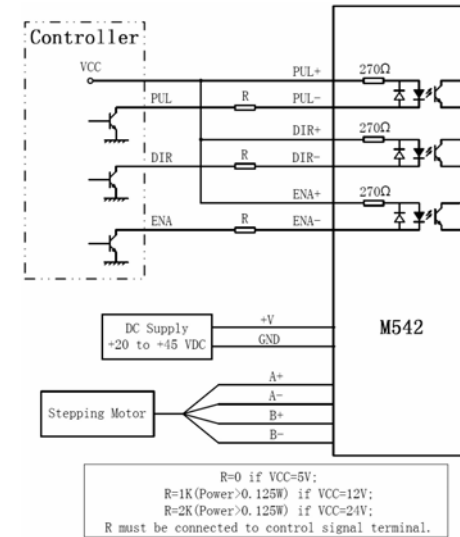 Controller
VCC
PUL+ 270Ω
PUL R PUL-
DIR+ 270Ω
DIR R DIR-
ENA+ 270Ω
ENA R ENA-
M542
DC Supply
+20 to +45 VDC
+V
GND
Stepping Motor
A+
A-
B+
B-
R=0 if VCC=5V;
R=1K(Power>0.125W) if VCC=12V;
R=2K(Power>0.125W) if VCC=24V;
R must be connected to control signal terminal.